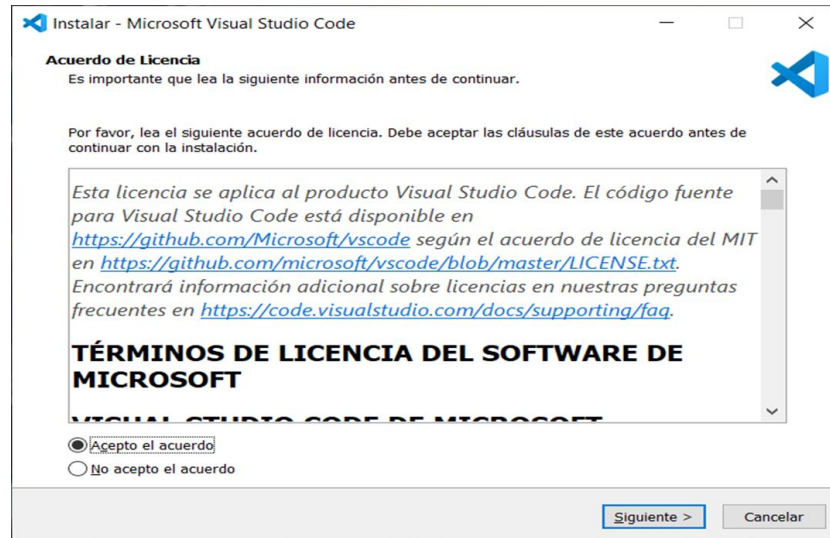 Instalar - Microsoft Visual Studio Code
Acuerdo de Licencia
Es importante que lea la siguiente información antes de continuar.
Por favor, lea el siguiente acuerdo de licencia. Debe aceptar las cláusulas de este acuerdo antes de
continuar con la instalación.
Esta licencia se aplica al producto Visual Studio Code. El código fuente
para Visual Studio Code está disponible en
https://github.com/Microsoft/vscode según el acuerdo de licencia del MIT
en https://github.com/microsoft/vscode/blob/master/LICENSE.txt.
Encontrará información adicional sobre licencias en nuestras preguntas
frecuentes en https://code.visualstudio.com/docs/supporting/faq.
TÉRMINOS DE LICENCIA DEL SOFTWARE DE
MICROSOFT
VISUAL STUDIO CODE DE MICROSOFT
Acepto el acuerdo
No acepto el acuerdo
Siguiente >
Cancelar